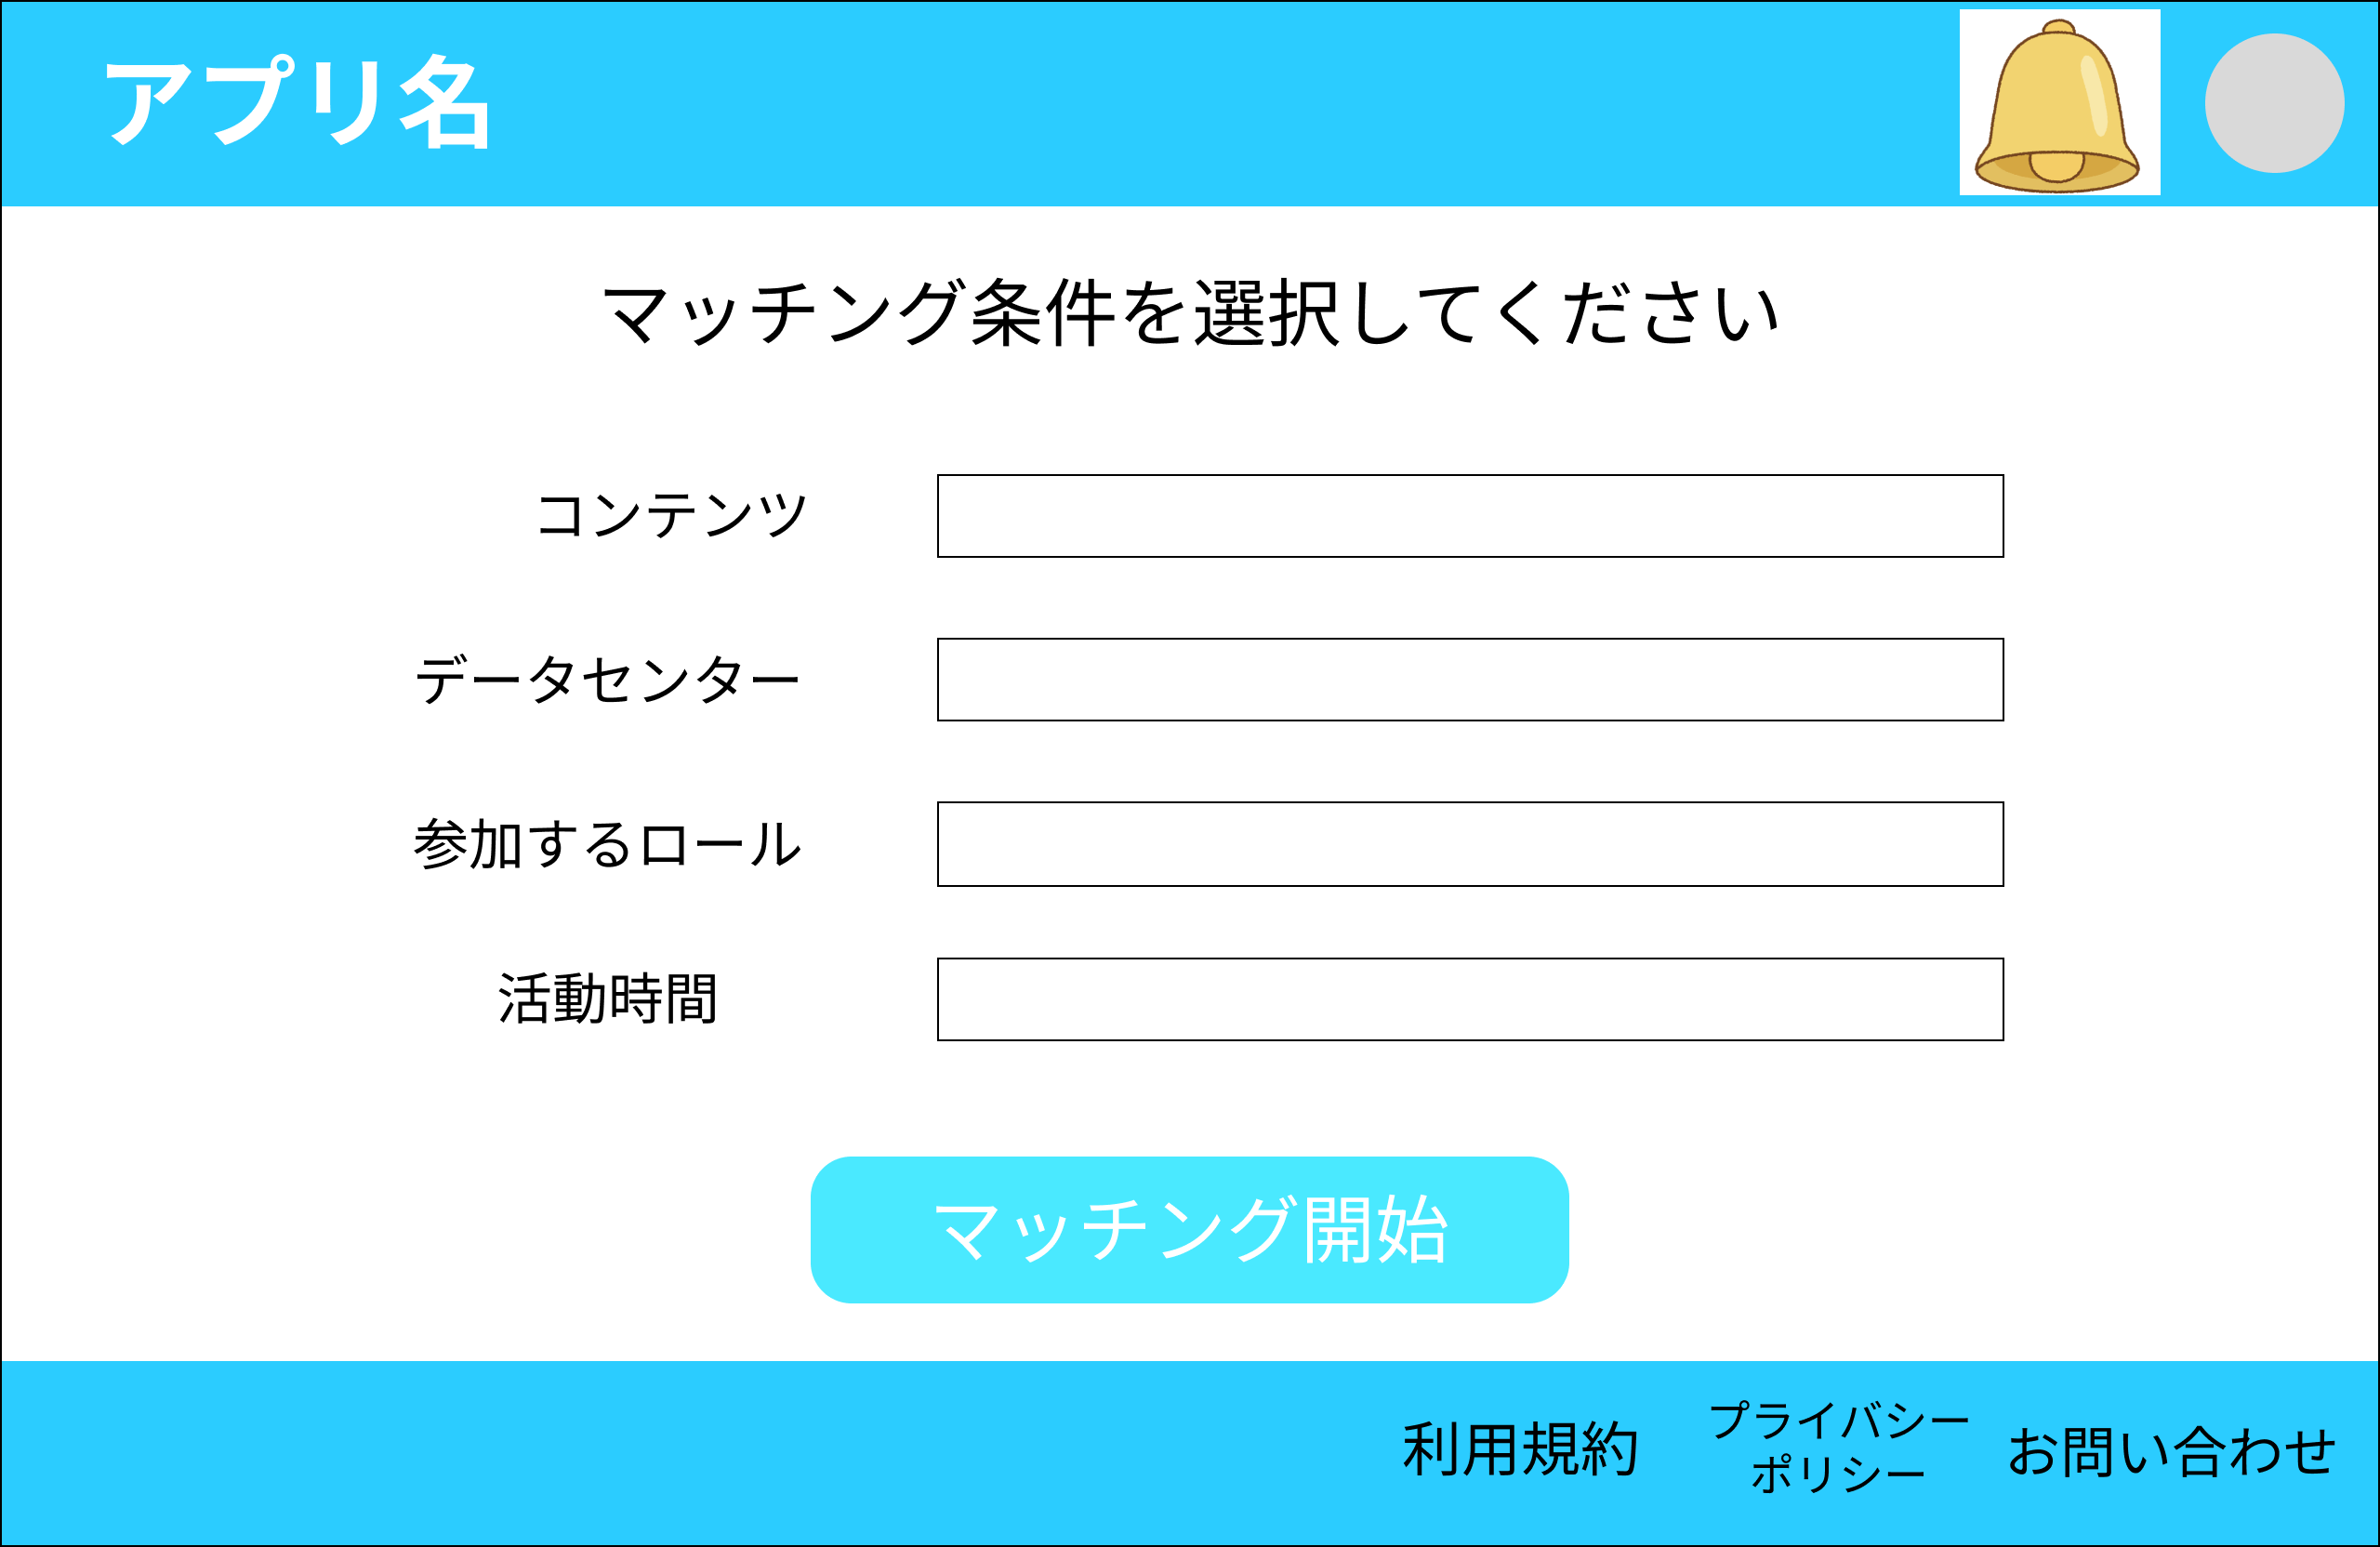 アプリ名
マッチング条件を選択してください
コンテンツ
データセンター
参加するロール
活動時間
マッチング開始
利用規約
プライバシー
ポリシー
お問い合わせ